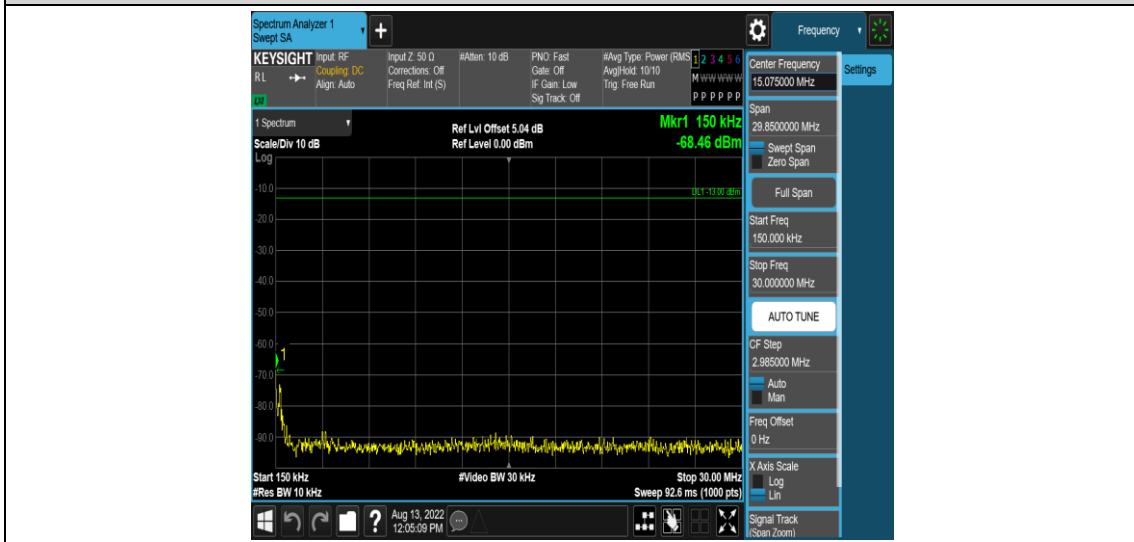 Spectrum Analyzer 1
Swept SA
+
Frequency
KEYSIGHT
RL
LXI
Input: RF
Coupling: DC
Align: Auto
Input Z: 50 Ω
Corrections: Off
Freq Ref: Int (S)
#Atten: 10 dB
PNO: Fast
Gate: Off
IF Gain: Low
Sig Track: Off
#Avg Type: Power (RMS
Avg|Hold: 10/10
Trig: Free Run
1 2 3 4 5 6
M W W W W W
P P P P P P
1 Spectrum
Scale/Div 10 dB
Ref Lvl Offset 5.04 dB
Ref Level 0.00 dBm
Mkr1 150 kHz
-68.46 dBm
Log
-10.0
DL1 -13.00 dBm
-20.0
-30.0
-40.0
-50.0
-60.0
1
-70.0
-80.0
-90.0
Start 150 kHz
#Video BW 30 kHz
Stop 30.00 MHz
#Res BW 10 kHz
Sweep 92.6 ms (1000 pts)
?
Aug 13, 2022
12:05:09 PM
Center Frequency
15.075000 MHz
Settings
Span
29.8500000 MHz
Swept Span
Zero Span
Full Span
Start Freq
150.000 kHz
Stop Freq
30.000000 MHz
AUTO TUNE
CF Step
2.985000 MHz
Auto
Man
Freq Offset
0 Hz
X Axis Scale
Log
Lin
Signal Track
(Span Zoom)